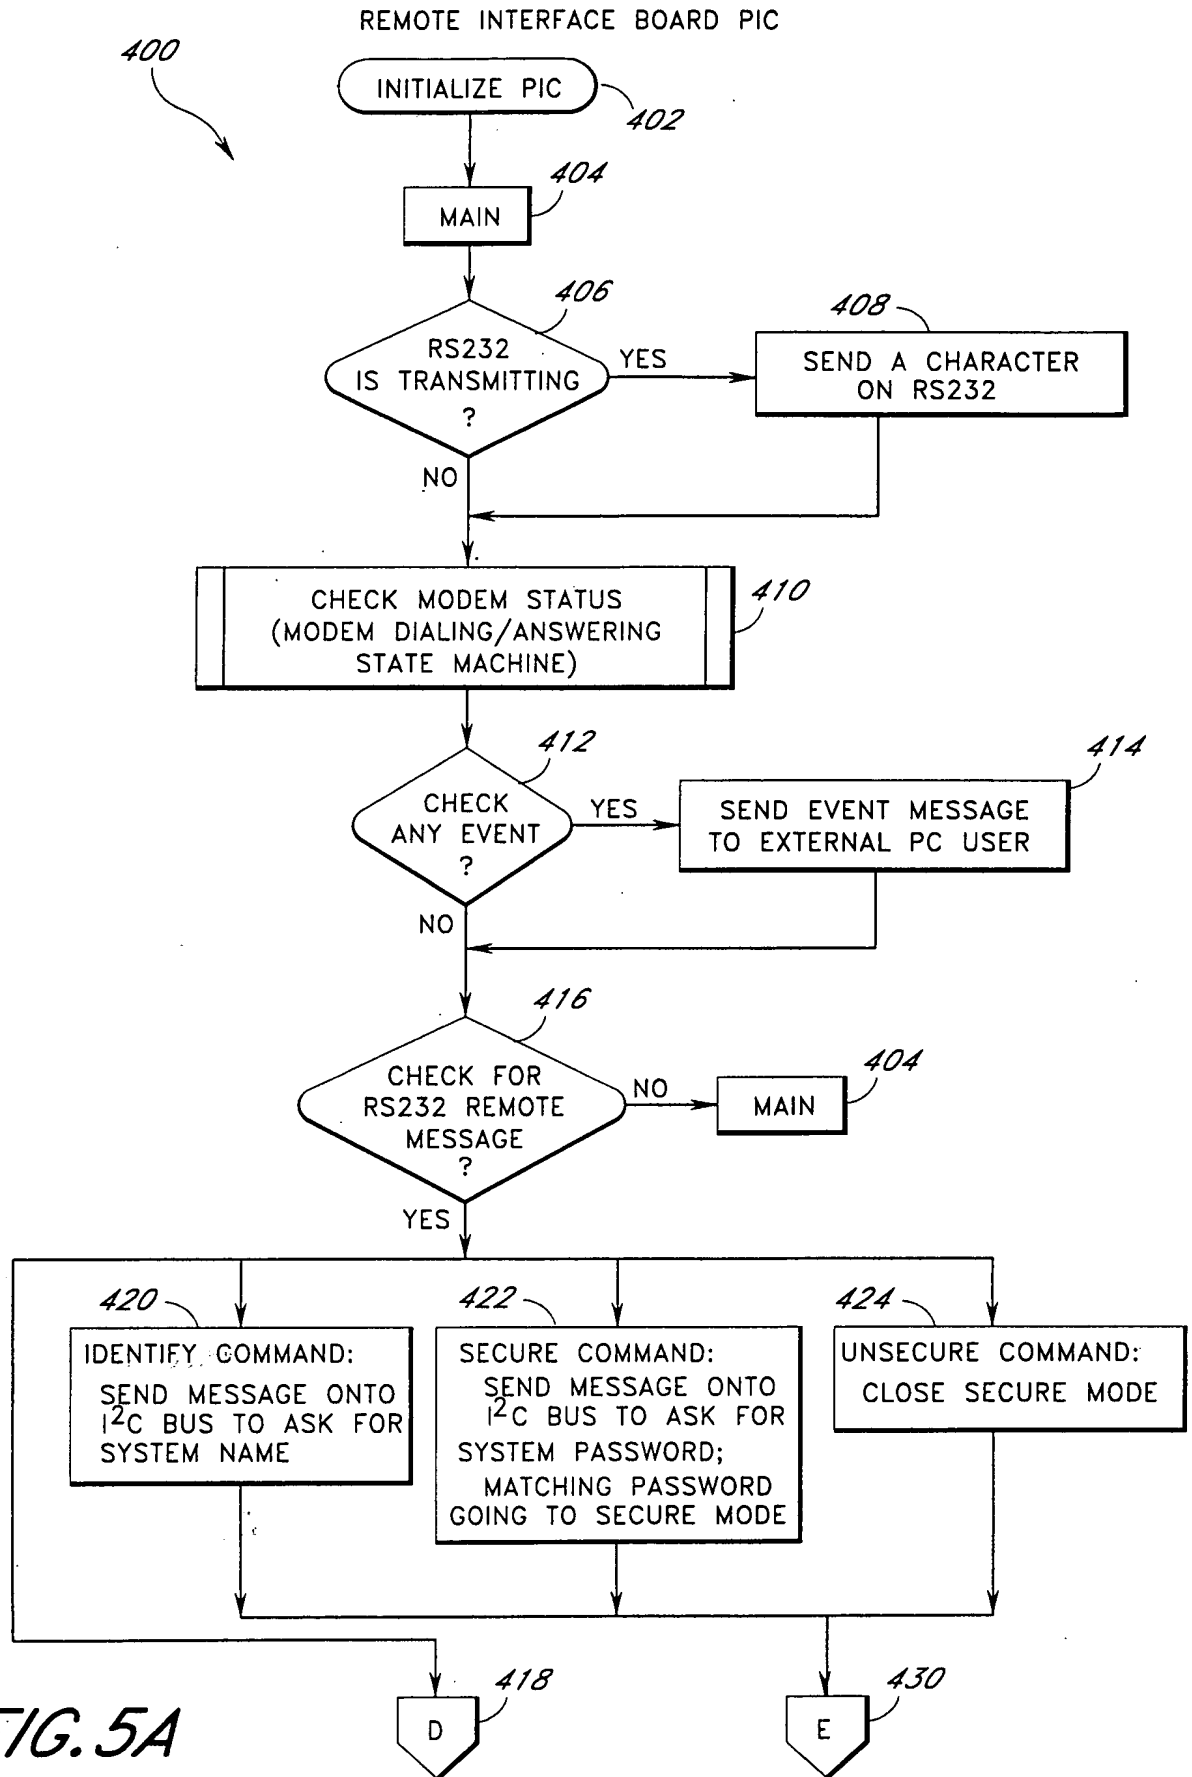 REMOTE INTERFACE BOARD PIC
400
INITIALIZE PIC
402
404
MAIN
406
RS232
IS TRANSMITTING
?
YES
408
SEND A CHARACTER
ON RS232
NO
CHECK MODEM STATUS
(MODEM DIALING/ANSWERING
STATE MACHINE)
410
412
CHECK
ANY EVENT
?
YES
414
SEND EVENT MESSAGE
TO EXTERNAL PC USER
NO
416
CHECK FOR
RS232 REMOTE
MESSAGE
?
NO
404
MAIN
YES
420
IDENTIFY COMMAND:
SEND MESSAGE ONTO
I²C BUS TO ASK FOR
SYSTEM NAME
422
SECURE COMMAND:
SEND MESSAGE ONTO
I²C BUS TO ASK FOR
SYSTEM PASSWORD;
MATCHING PASSWORD
GOING TO SECURE MODE
424
UNSECURE COMMAND:
CLOSE SECURE MODE
418
D
430
E
FIG. 5A